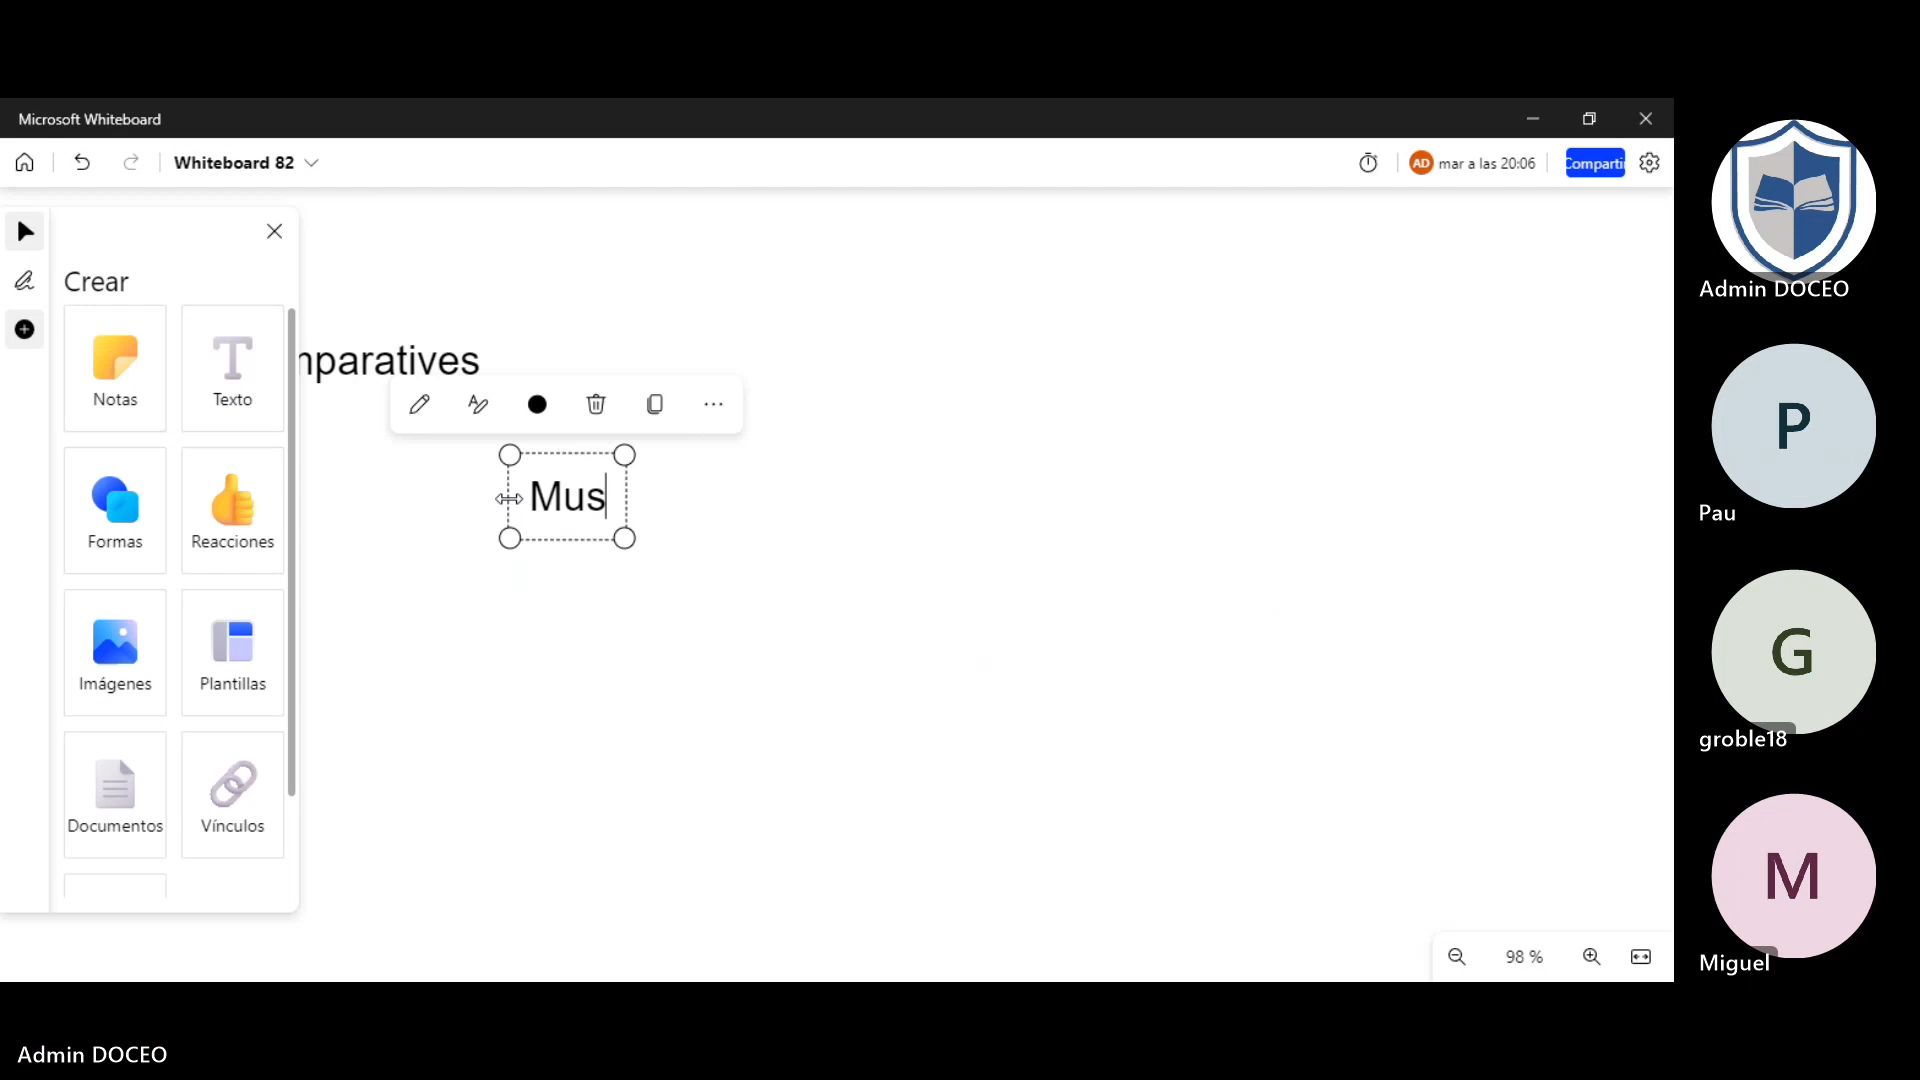 Microsoft Whiteboard
Whiteboard 82
AD mar a las 20:06
Comparti
Crear
Notas
Texto
mparatives
Formas
Reacciones
Mus
Imágenes
Plantillas
Documentos
Vínculos
98 %
Admin DOCEO
P
Pau
G
groble18
M
Miguel
Admin DOCEO